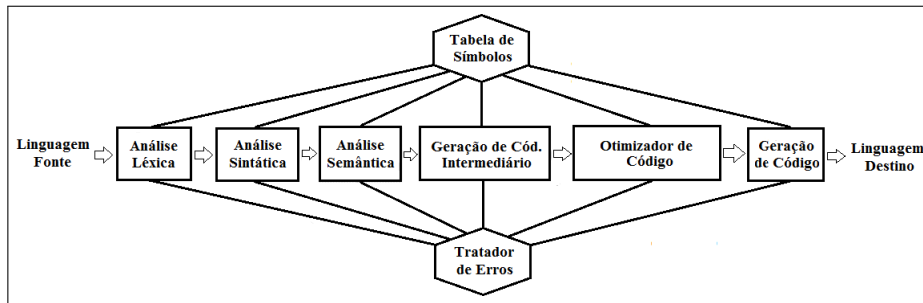 Tabela de
Símbolos
Linguagem
Fonte
Análise
Léxica
Análise
Sintática
Análise
Semântica
Geração de Cód.
Intermediário
Otimizador de
Código
Geração
de Código
Linguagem
Destino
Tratador
de Erros